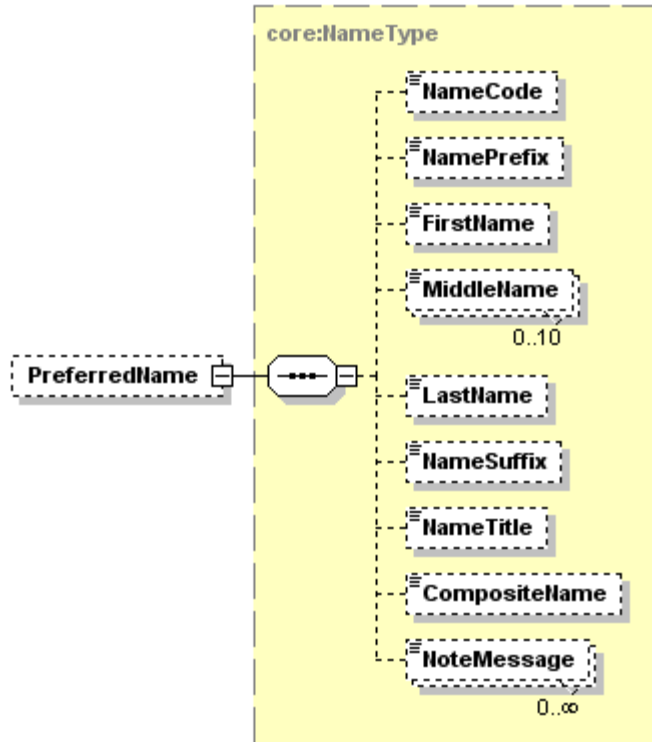 core:NameType
NameCode
NamePrefix
FirstName
MiddleName
0..10
PreferredName
LastName
NameSuffix
NameTitle
CompositeName
NoteMessage
0..∞